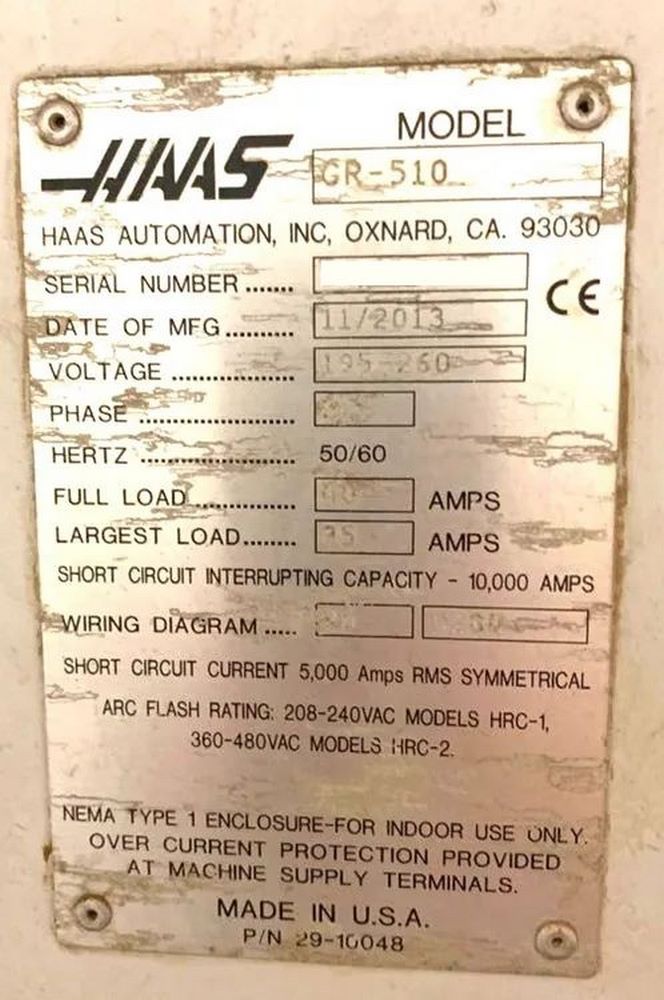 MODEL
HAAS GR-510
HAAS AUTOMATION, INC, OXNARD, CA. 93030
SERIAL NUMBER .......
CE
DATE OF MFG .......... 11/2013
VOLTAGE .................. 195-260
PHASE .......................
HERTZ ....................... 50/60
FULL LOAD .............. AMPS
LARGEST LOAD ........ 35 AMPS
SHORT CIRCUIT INTERRUPTING CAPACITY - 10,000 AMPS
WIRING DIAGRAM .....
SHORT CIRCUIT CURRENT 5,000 Amps RMS SYMMETRICAL
ARC FLASH RATING: 208-240VAC MODELS HRC-1,
360-480VAC MODELS HRC-2.
NEMA TYPE 1 ENCLOSURE-FOR INDOOR USE ONLY.
OVER CURRENT PROTECTION PROVIDED
AT MACHINE SUPPLY TERMINALS.
MADE IN U.S.A.
P/N 29-10048